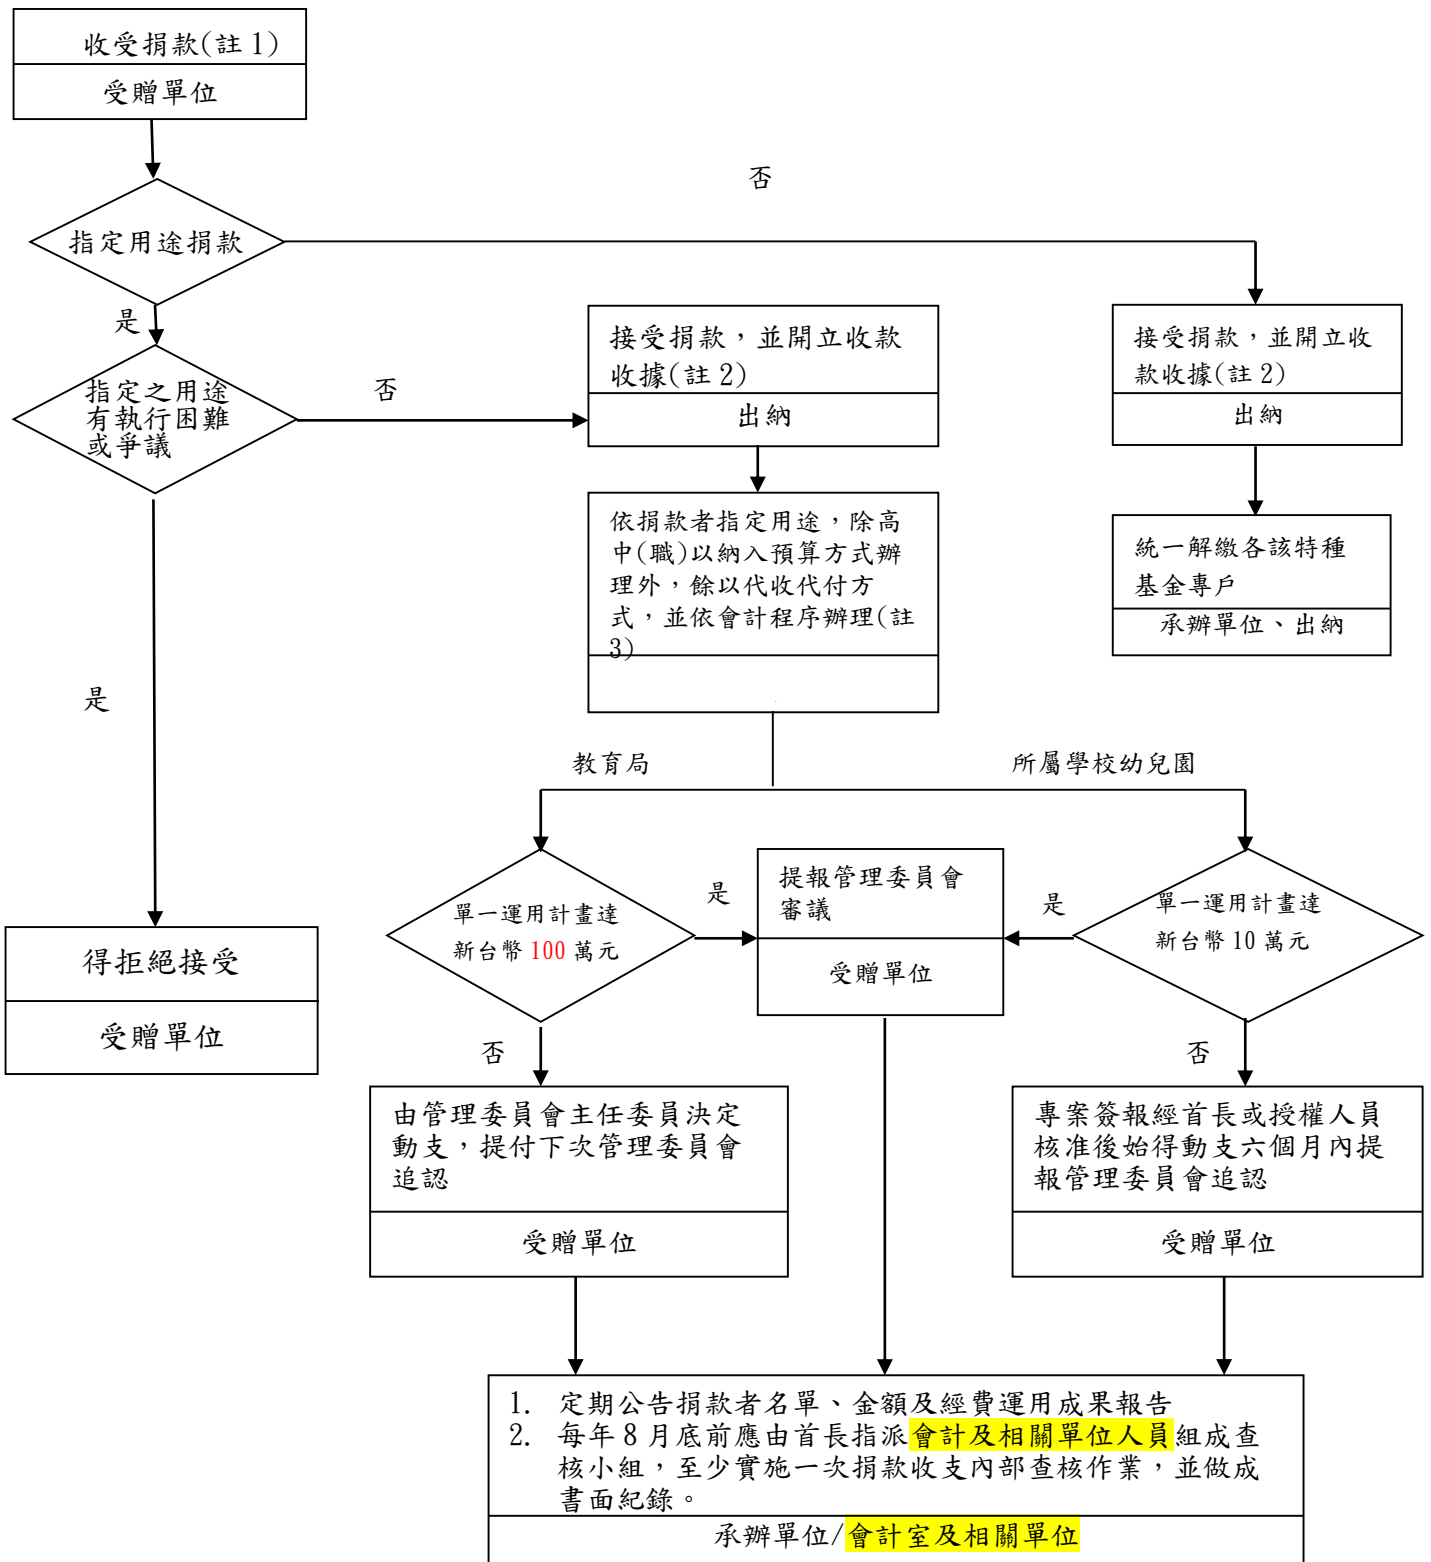 收受捐款(註 1)
受贈單位
否
指定用途捐款
是
指定之用途
有執行困難
或爭議
否
接受捐款，並開立收款
收據(註 2)
出納
接受捐款，並開立收
款收據(註 2)
出納
依捐款者指定用途，除高
中(職)以納入預算方式辦
理外，餘以代收代付方
式，並依會計程序辦理(註
3)
統一解繳各該特種
基金專戶
承辦單位、出納
是
教育局
所屬學校幼兒園
單一運用計畫達
新台幣 100 萬元
是
提報管理委員會
審議
受贈單位
是
單一運用計畫達
新台幣 10 萬元
得拒絕接受
受贈單位
否
否
由管理委員會主任委員決定
動支，提付下次管理委員會
追認
受贈單位
專案簽報經首長或授權人員
核准後始得動支六個月內提
報管理委員會追認
受贈單位
1. 定期公告捐款者名單、金額及經費運用成果報告
2. 每年 8 月底前應由首長指派會計及相關單位人員組成查
核小組，至少實施一次捐款收支內部查核作業，並做成
書面紀錄。
承辦單位/會計室及相關單位